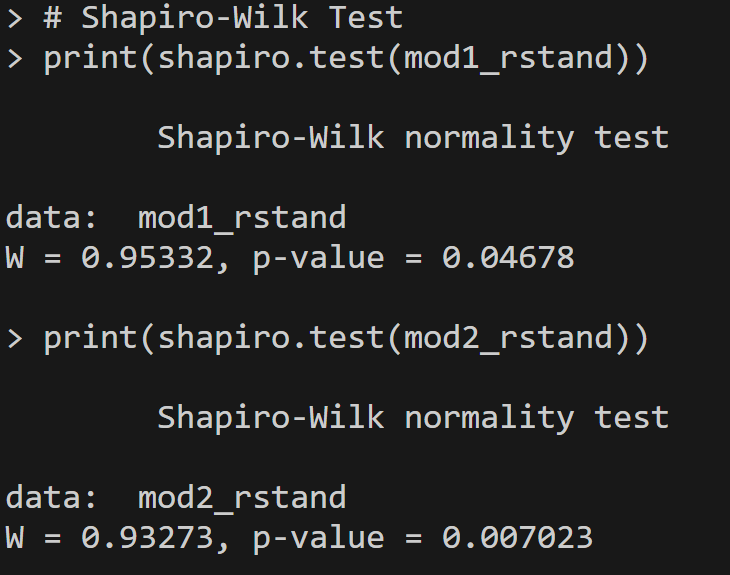 > # Shapiro-Wilk Test
> print(shapiro.test(mod1_rstand))
Shapiro-Wilk normality test
data:  mod1_rstand
W = 0.95332, p-value = 0.04678
> print(shapiro.test(mod2_rstand))
Shapiro-Wilk normality test
data:  mod2_rstand
W = 0.93273, p-value = 0.007023